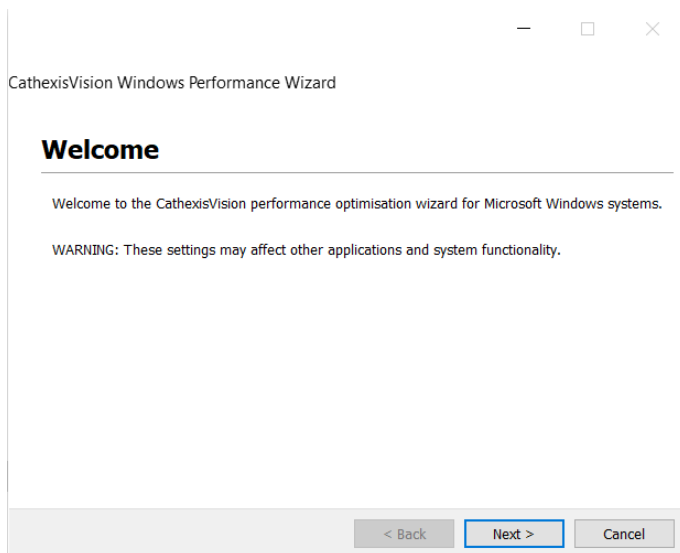 CathexisVision Windows Performance Wizard
Welcome
Welcome to the CathexisVision performance optimisation wizard for Microsoft Windows systems.
WARNING: These settings may affect other applications and system functionality.
< Back
Next >
Cancel